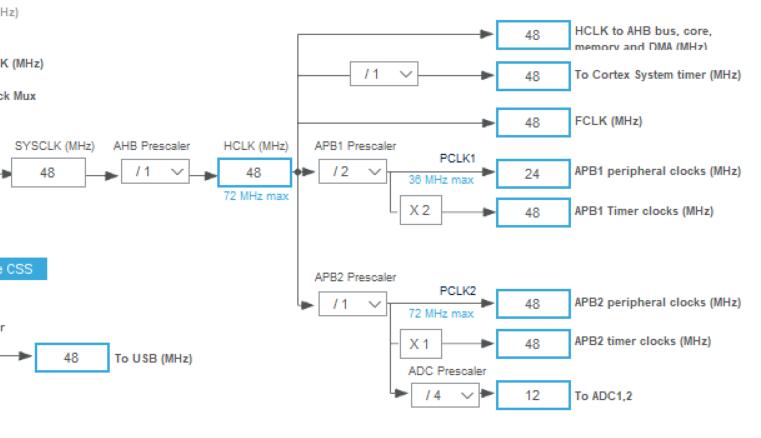 Hz)
HCLK to AHB bus, core,
memory and DMA (MHz)
48
K (MHz)
/ 1
48
To Cortex System timer (MHz)
ck Mux
48
FCLK (MHz)
SYSCLK (MHz)
AHB Prescaler
HCLK (MHz)
APB1 Prescaler
48
/ 1
48
/ 2
PCLK1
36 MHz max
24
APB1 peripheral clocks (MHz)
72 MHz max
X 2
48
APB1 Timer clocks (MHz)
e CSS
APB2 Prescaler
/ 1
PCLK2
72 MHz max
48
APB2 peripheral clocks (MHz)
r
X 1
48
APB2 timer clocks (MHz)
48
To USB (MHz)
ADC Prescaler
/ 4
12
To ADC1,2